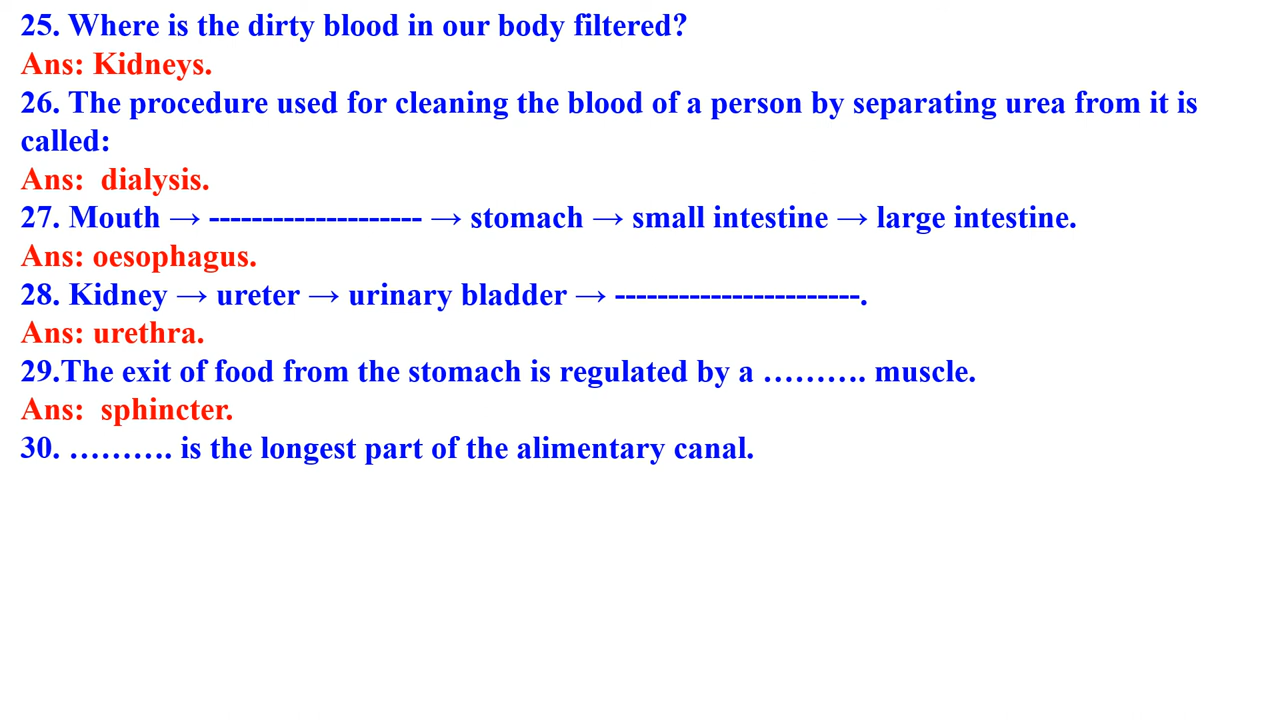 25. Where is the dirty blood in our body filtered?
Ans: Kidneys.
26. The procedure used for cleaning the blood of a person by separating urea from it is
called:
Ans:  dialysis.
27. Mouth → -------------------- → stomach → small intestine → large intestine.
Ans: oesophagus.
28. Kidney → ureter → urinary bladder → -----------------------.
Ans: urethra.
29.The exit of food from the stomach is regulated by a ………. muscle.
Ans:  sphincter.
30. ………. is the longest part of the alimentary canal.